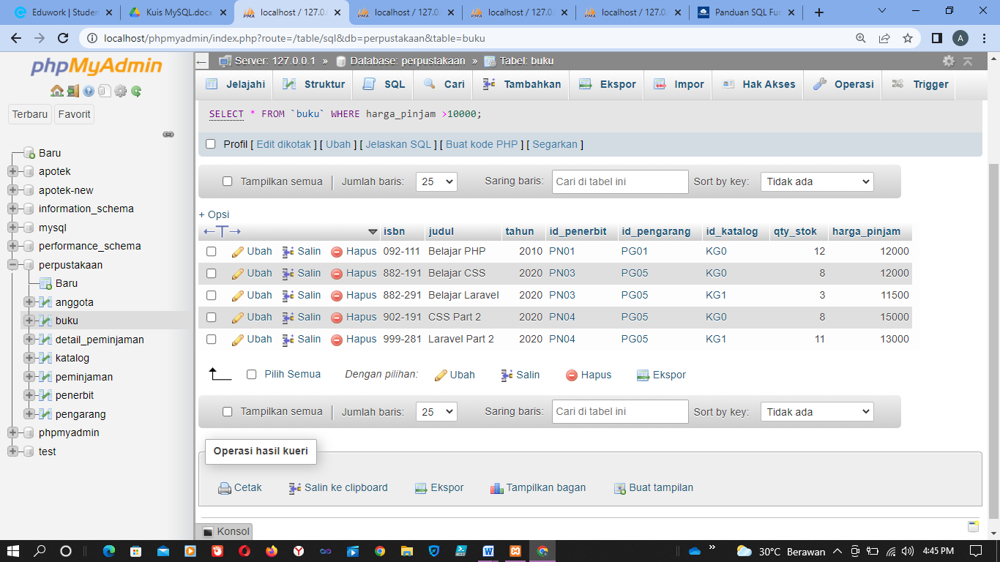 Eduwork | Studen
Kuis MySQL.docx
localhost / 127.0.
localhost / 127.0.
localhost / 127.0.
localhost / 127.0.
Panduan SQL Fur
localhost/phpmyadmin/index.php?route=/table/sql&db=perpustakaan&table=buku
A
phpMyAdmin
Terbaru Favorit
Baru
apotek
apotek-new
information_schema
mysql
performance_schema
perpustakaan
Baru
anggota
buku
detail_peminjaman
katalog
peminjaman
penerbit
pengarang
phpmyadmin
test
Server: 127.0.0.1 » Database: perpustakaan » Tabel: buku
Jelajahi Struktur SQL Cari Tambahkan Ekspor Impor Hak Akses Operasi Trigger
SELECT * FROM `buku` WHERE harga_pinjam >10000;
Profil [ Edit dikotak ] [ Ubah ] [ Jelaskan SQL ] [ Buat kode PHP ] [ Segarkan ]
Tampilkan semua | Jumlah baris: 25 Saring baris: Cari di tabel ini Sort by key: Tidak ada
+ Opsi
←T→ isbn judul tahun id_penerbit id_pengarang id_katalog qty_stok harga_pinjam
Ubah Salin Hapus 092-111 Belajar PHP 2010 PN01 PG01 KG0 12 12000
Ubah Salin Hapus 882-191 Belajar CSS 2020 PN03 PG05 KG0 8 12000
Ubah Salin Hapus 882-291 Belajar Laravel 2020 PN03 PG05 KG1 3 11500
Ubah Salin Hapus 902-191 CSS Part 2 2020 PN04 PG05 KG0 8 15000
Ubah Salin Hapus 999-281 Laravel Part 2 2020 PN04 PG05 KG1 11 13000
Pilih Semua Dengan pilihan: Ubah Salin Hapus Ekspor
Tampilkan semua | Jumlah baris: 25 Saring baris: Cari di tabel ini Sort by key: Tidak ada
Operasi hasil kueri
Cetak Salin ke clipboard Ekspor Tampilkan bagan Buat tampilan
Konsol
30°C Berawan 4:45 PM